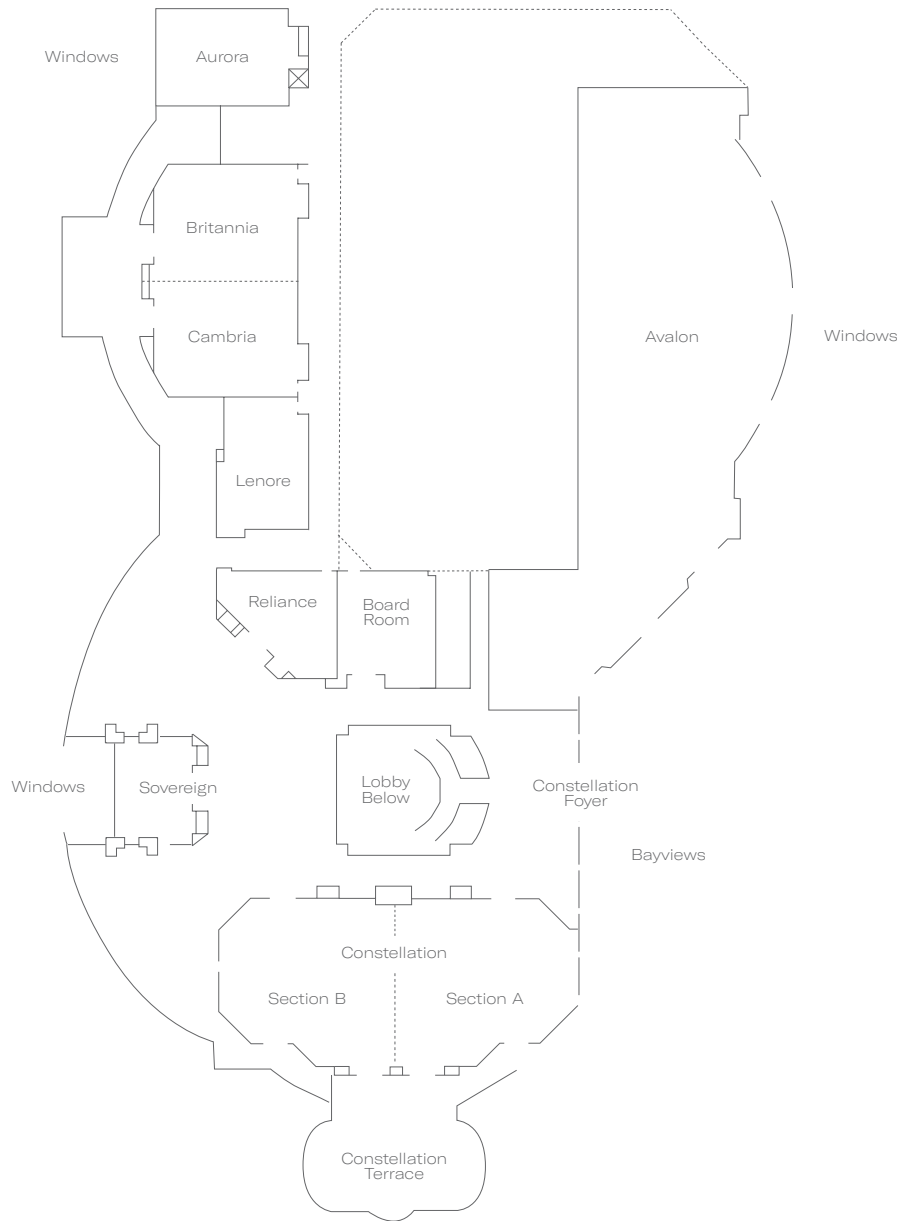 Windows
Aurora
Britannia
Cambria
Avalon
Windows
Lenore
Reliance
Board
Room
Windows
Sovereign
Lobby
Below
Constellation
Foyer
Bayviews
Constellation
Section B
Section A
Constellation
Terrace